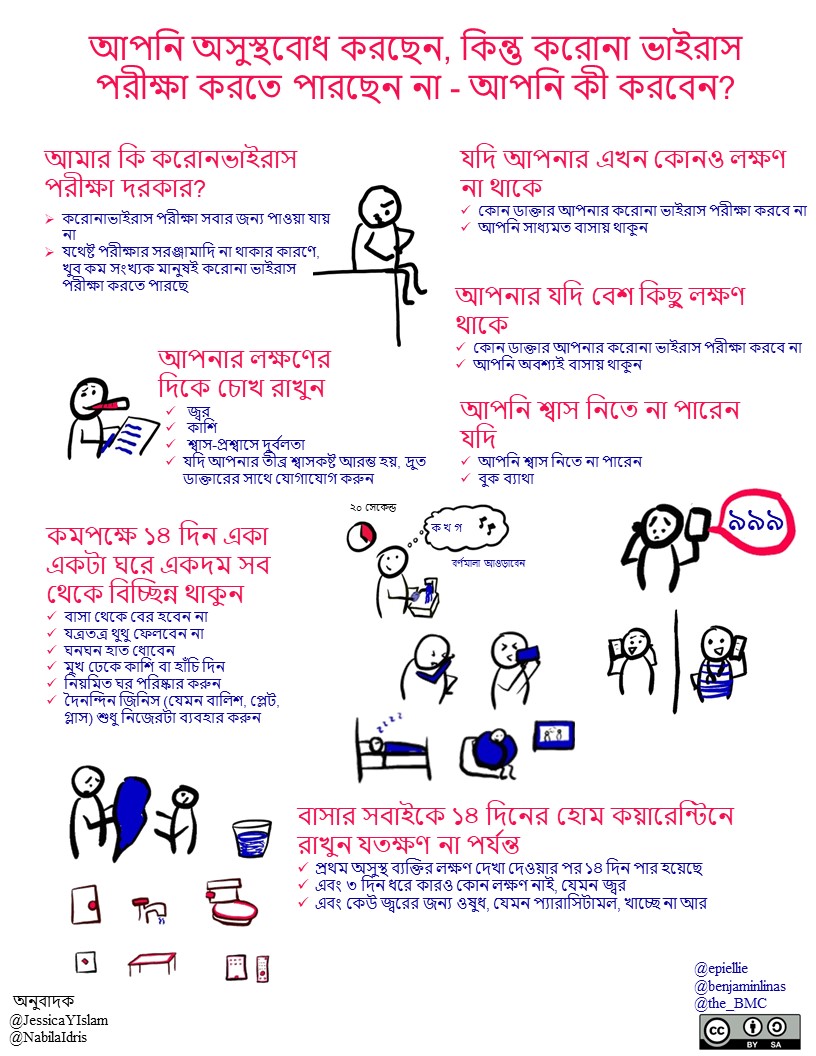 আপনি অসুস্থবোধ করছেন, কিন্তু করোনা ভাইরাস
পরীক্ষা করতে পারছেন না - আপনি কী করবেন?
আমার কি করোনভাইরাস
পরীক্ষা দরকার?
করোনাভাইরাস পরীক্ষা সবার জন্য পাওয়া যায়
না
যথেষ্ট পরীক্ষার সরঞ্জামাদি না থাকার কারণে,
খুব কম সংখ্যক মানুষই করোনা ভাইরাস
পরীক্ষা করতে পারছে
যদি আপনার এখন কোনও লক্ষণ
না থাকে
কোন ডাক্তার আপনার করোনা ভাইরাস পরীক্ষা করবে না
আপনি সাধ্যমত বাসায় থাকুন
আপনার যদি বেশ কিছু লক্ষণ
থাকে
কোন ডাক্তার আপনার করোনা ভাইরাস পরীক্ষা করবে না
আপনি অবশ্যই বাসায় থাকুন
আপনার লক্ষণের
দিকে চোখ রাখুন
জ্বর
কাশি
শ্বাস-প্রশ্বাসে দুর্বলতা
যদি আপনার তীব্র শ্বাসকষ্ট আরম্ভ হয়, দ্রুত
ডাক্তারের সাথে যোগাযোগ করুন
আপনি শ্বাস নিতে না পারেন
যদি
আপনি শ্বাস নিতে না পারেন
বুক ব্যাথা
৯৯৯
২০ সেকেন্ড
ক খ গ
বর্ণমালা আওড়াবেন
কমপক্ষে ১৪ দিন একা
একটা ঘরে একদম সব
থেকে বিচ্ছিন্ন থাকুন
বাসা থেকে বের হবেন না
যত্রতত্র থুথু ফেলবেন না
ঘনঘন হাত ধোবেন
মুখ ঢেকে কাশি বা হাঁচি দিন
নিয়মিত ঘর পরিষ্কার করুন
দৈনন্দিন জিনিস (যেমন বালিশ, প্লেট,
গ্লাস) শুধু নিজেরটা ব্যবহার করুন
zzzz
বাসার সবাইকে ১৪ দিনের হোম কয়ারেন্টিনে
রাখুন যতক্ষণ না পর্যন্ত
প্রথম অসুস্থ ব্যক্তির লক্ষণ দেখা দেওয়ার পর ১৪ দিন পার হয়েছে
এবং ৩ দিন ধরে কারও কোন লক্ষণ নাই, যেমন জ্বর
এবং কেউ জ্বরের জন্য ওষুধ, যেমন প্যারাসিটামল, খাচ্ছে না আর
@epiellie
@benjaminlinas
@the_BMC
অনুবাদক
@JessicaYIslam
@NabilaIdris
cc BY SA